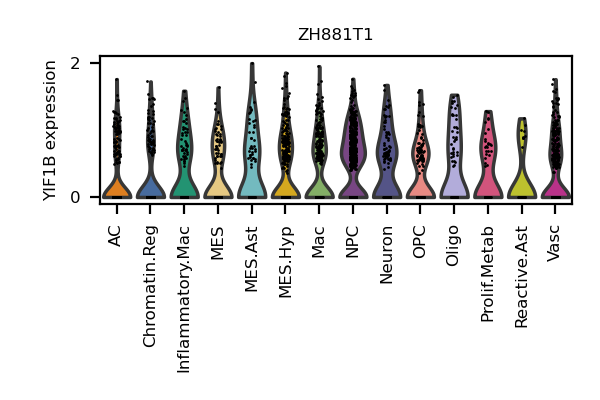 ZH881T1
YIF1B expression
2
0
AC
Chromatin.Reg
Inflammatory.Mac
MES
MES.Ast
MES.Hyp
Mac
NPC
Neuron
OPC
Oligo
Prolif.Metab
Reactive.Ast
Vasc